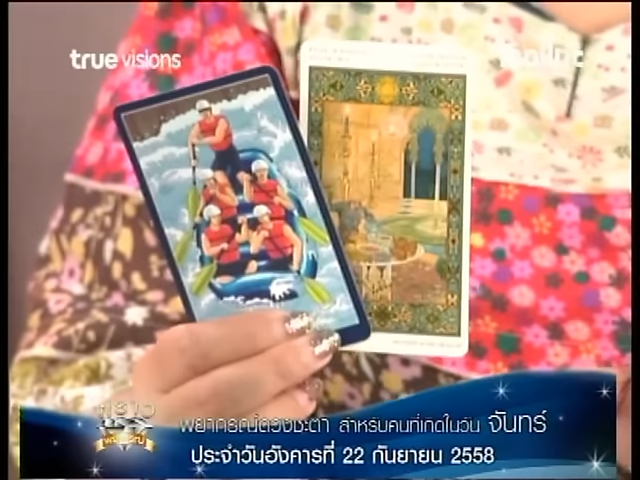 true visions
พยากรณ์ดวงชะตา สำหรับคนที่เกิดในวัน จันทร์
ประจำวันอังคารที่ 22 กันยายน 2558